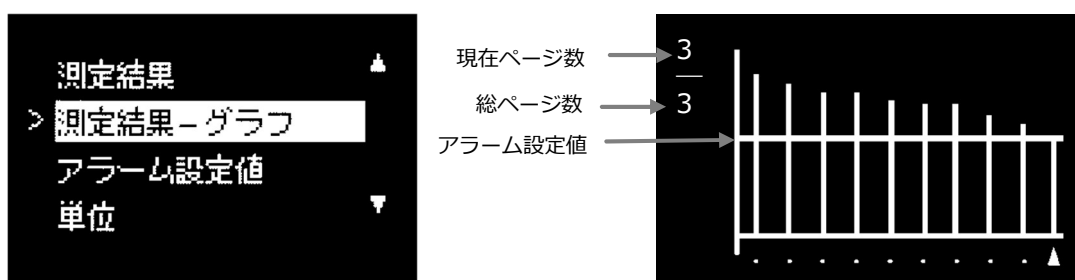 測定結果
> 測定結果 – グラフ
アラーム設定値
単位
現在ページ数
総ページ数
アラーム設定値
3
3